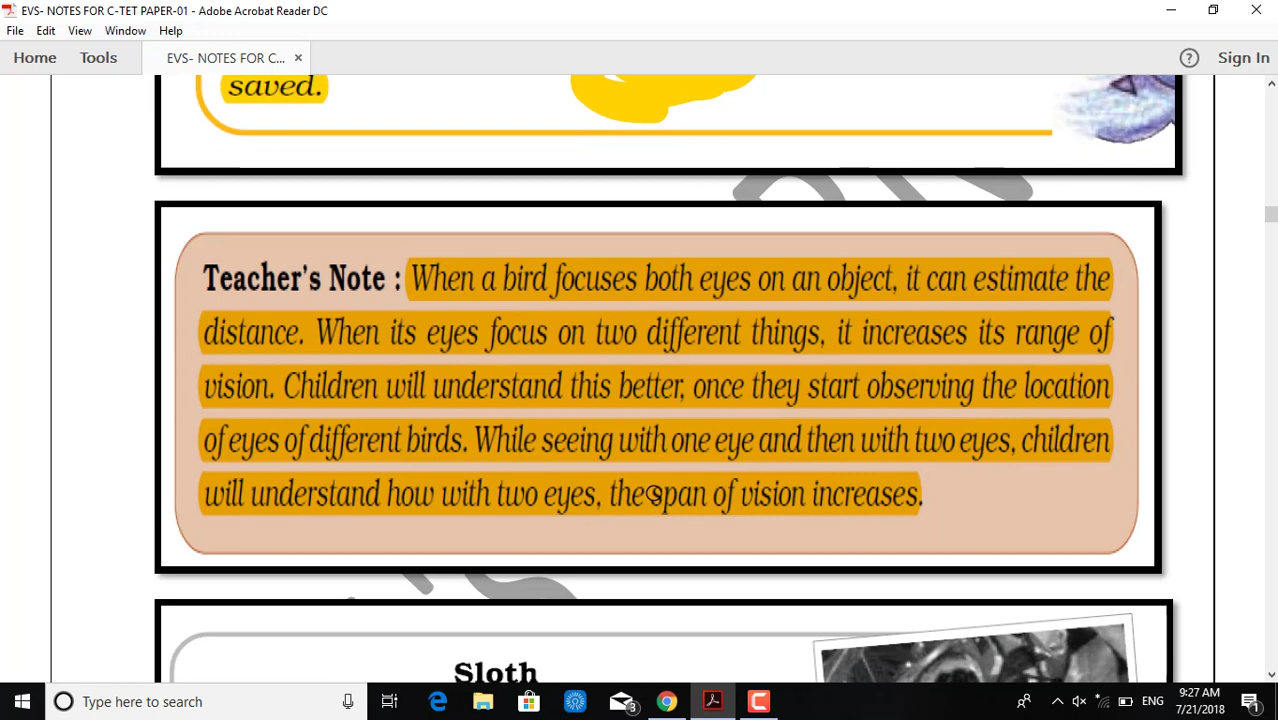 EVS- NOTES FOR C-TET PAPER-01 - Adobe Acrobat Reader DC
File Edit View Window Help
Home Tools EVS- NOTES FOR C... × ? Sign In
saved.
Teacher's Note : When a bird focuses both eyes on an object, it can estimate the
distance. When its eyes focus on two different things, it increases its range of
vision. Children will understand this better, once they start observing the location
of eyes of different birds. While seeing with one eye and then with two eyes, children
will understand how with two eyes, the span of vision increases.
Sloth
Type here to search 3 ENG 9:27 AM 1
7/21/2018